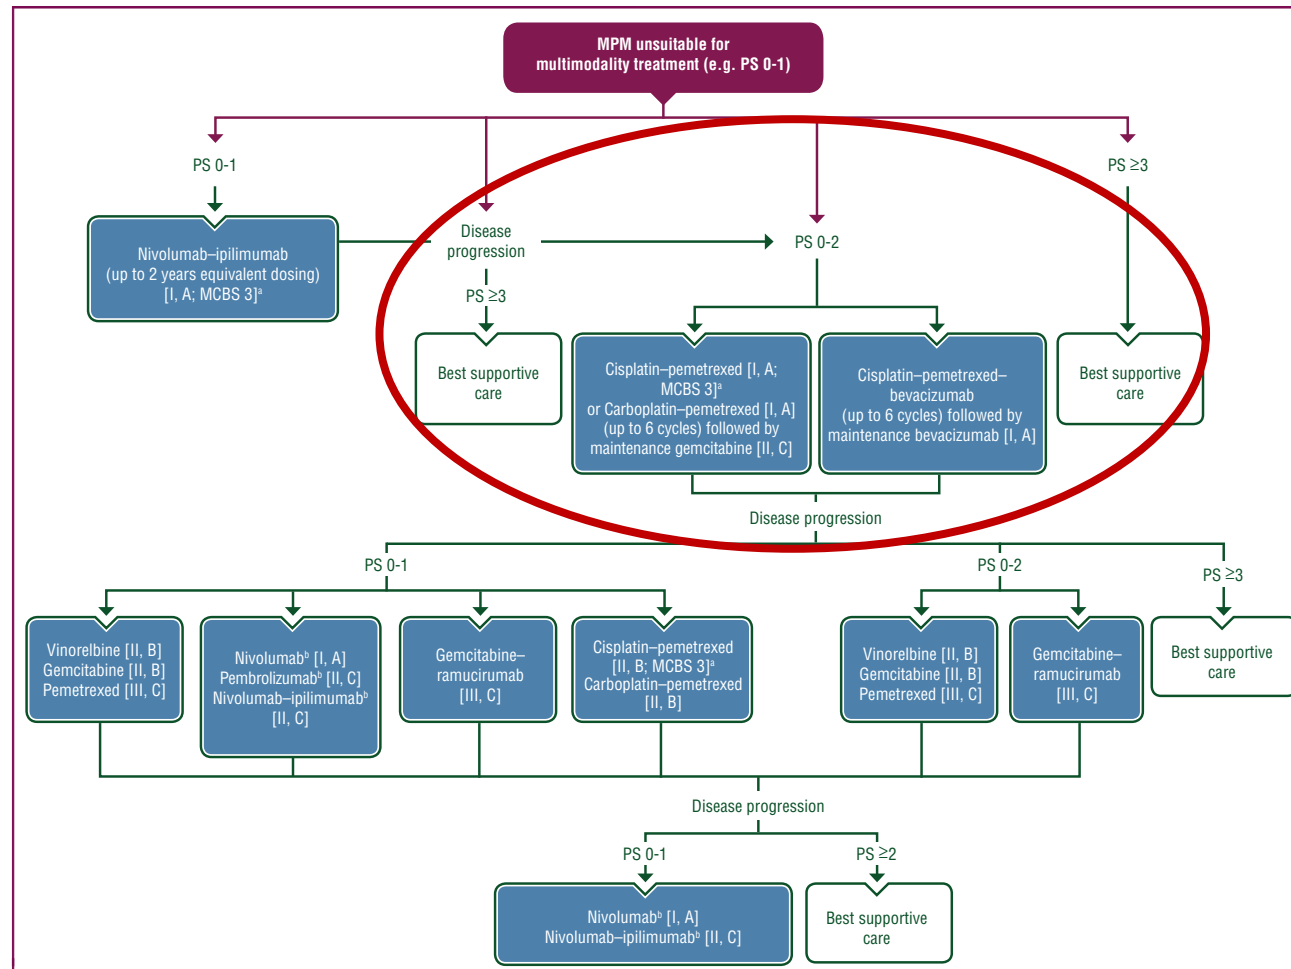 MPM unsuitable for
multimodality treatment (e.g. PS 0-1)
PS 0-1
PS ≥3
Nivolumab–ipilimumab
(up to 2 years equivalent dosing)
[I, A; MCBS 3]ᵃ
Disease
progression
PS 0-2
PS ≥3
Best supportive
care
Cisplatin–pemetrexed [I, A;
MCBS 3]ᵃ
or Carboplatin–pemetrexed [I, A]
(up to 6 cycles) followed by
maintenance gemcitabine [II, C]
Cisplatin–pemetrexed–
bevacizumab
(up to 6 cycles) followed by
maintenance bevacizumab [I, A]
Best supportive
care
Disease progression
PS 0-1
PS 0-2
PS ≥3
Vinorelbine [II, B]
Gemcitabine [II, B]
Pemetrexed [III, C]
Nivolumabᵇ [I, A]
Pembrolizumabᵇ [II, C]
Nivolumab–ipilimumabᵇ
[II, C]
Gemcitabine–
ramucirumab
[III, C]
Cisplatin–pemetrexed
[II, B; MCBS 3]ᵃ
Carboplatin–pemetrexed
[II, B]
Vinorelbine [II, B]
Gemcitabine [II, B]
Pemetrexed [III, C]
Gemcitabine–
ramucirumab
[III, C]
Best supportive
care
Disease progression
PS 0-1
PS ≥2
Nivolumabᵇ [I, A]
Nivolumab–ipilimumabᵇ [II, C]
Best supportive
care